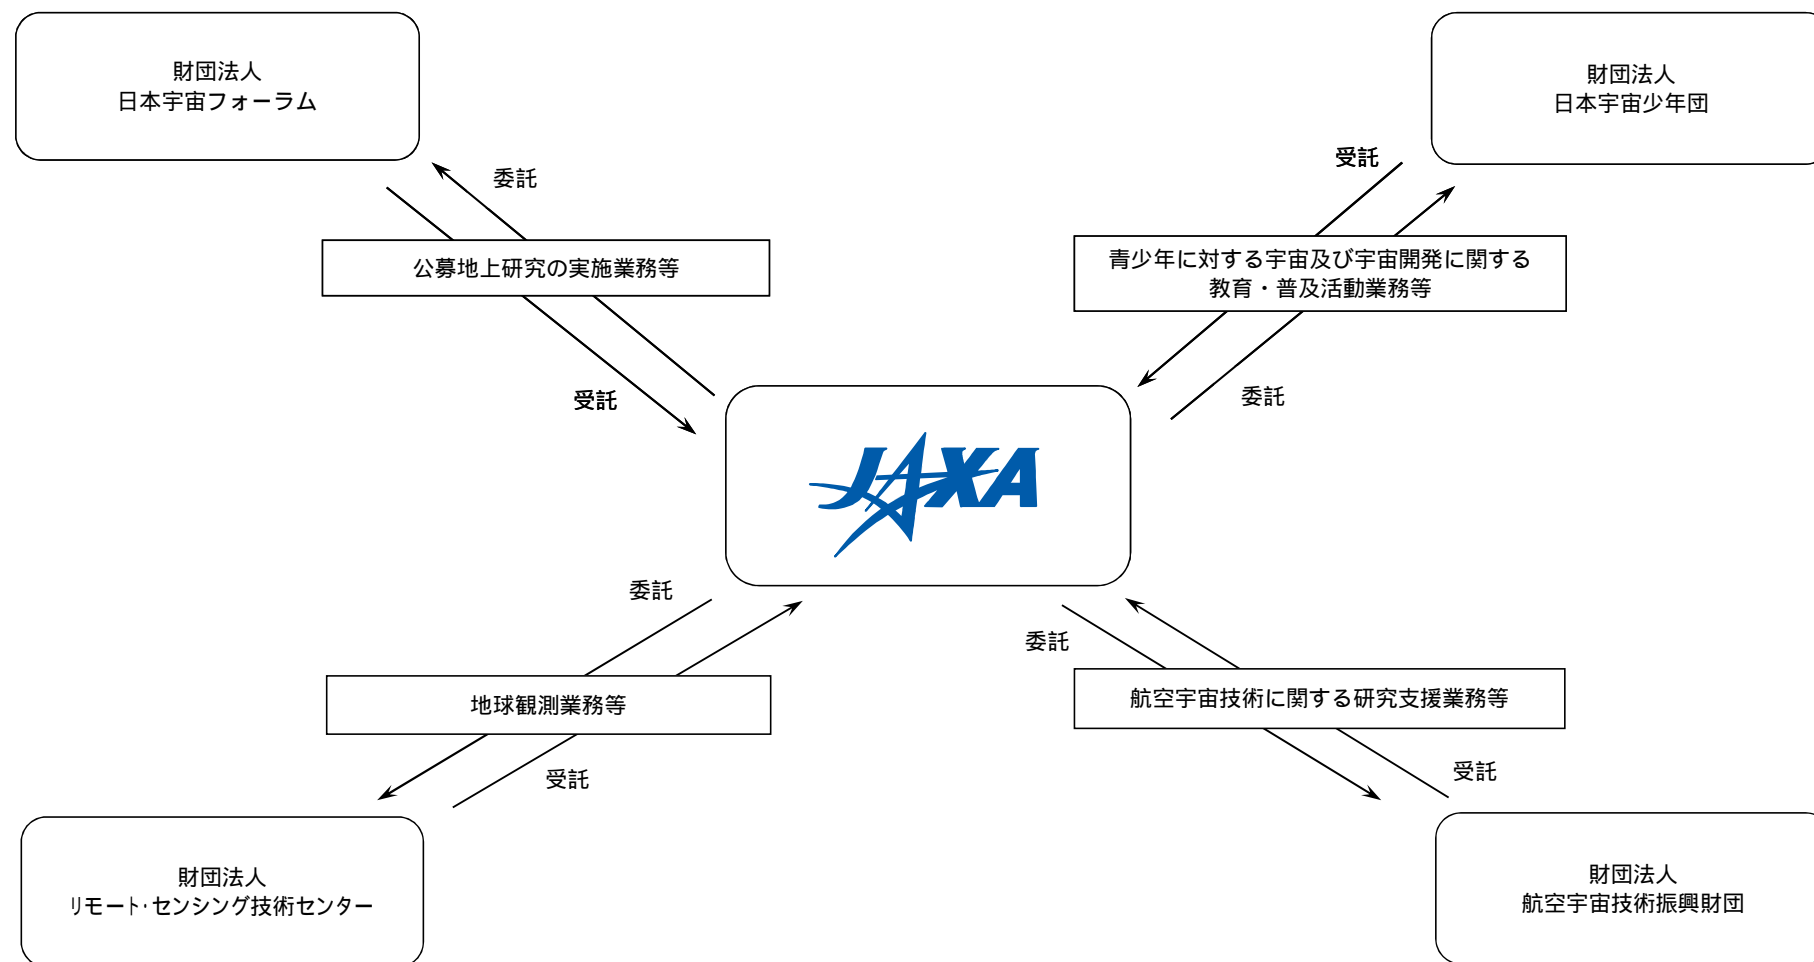 財団法人
日本宇宙フォーラム
財団法人
日本宇宙少年団
委託
受託
公募地上研究の実施業務等
青少年に対する宇宙及び宇宙開発に関する
教育・普及活動業務等
受託
委託
JAXA
委託
委託
地球観測業務等
航空宇宙技術に関する研究支援業務等
受託
受託
財団法人
リモート・センシング技術センター
財団法人
航空宇宙技術振興財団